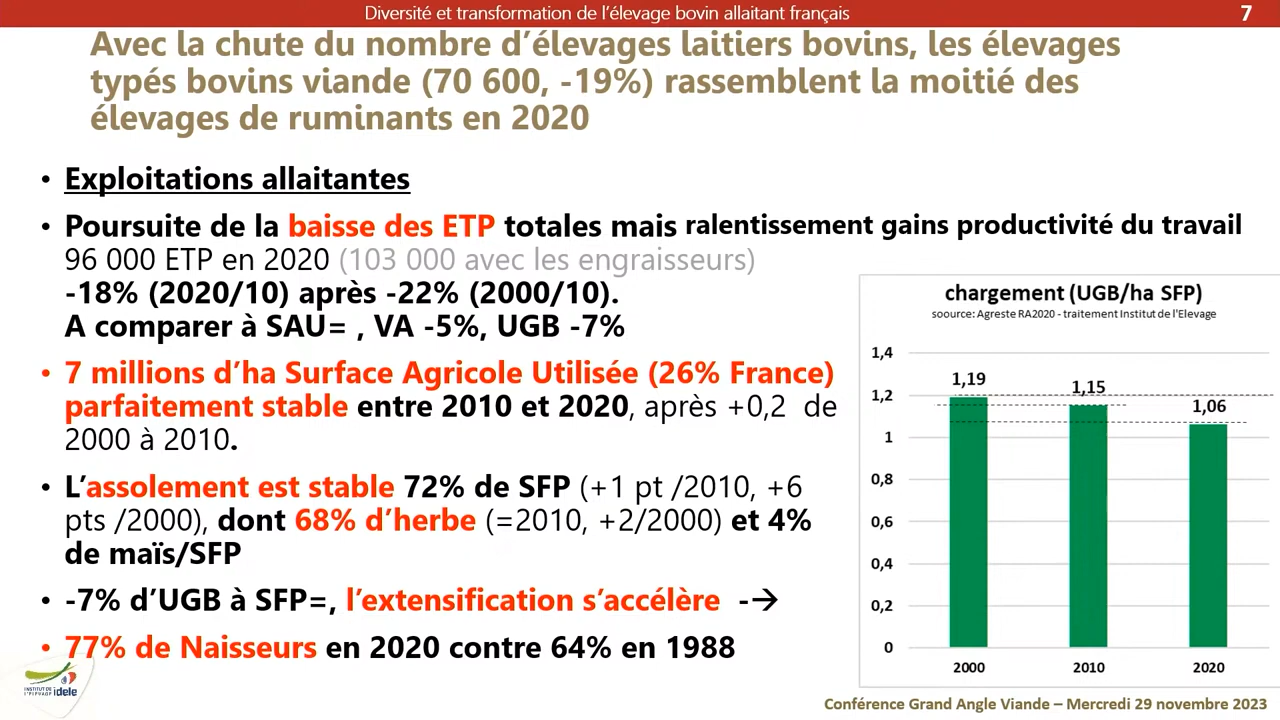 Diversité et transformation de l'élevage bovin allaitant français
7
Avec la chute du nombre d'élevages laitiers bovins, les élevages
typés bovins viande (70 600, -19%) rassemblent la moitié des
élevages de ruminants en 2020
• Exploitations allaitantes
• Poursuite de la baisse des ETP totales mais ralentissement gains productivité du travail
96 000 ETP en 2020 (103 000 avec les engraisseurs)
-18% (2020/10) après -22% (2000/10).
A comparer à SAU= , VA -5%, UGB -7%
• 7 millions d'ha Surface Agricole Utilisée (26% France)
parfaitement stable entre 2010 et 2020, après +0,2 de
2000 à 2010.
• L'assolement est stable 72% de SFP (+1 pt /2010, +6
pts /2000), dont 68% d'herbe (=2010, +2/2000) et 4%
de maïs/SFP
• -7% d'UGB à SFP=, l'extensification s'accélère -→
• 77% de Naisseurs en 2020 contre 64% en 1988
chargement (UGB/ha SFP)
soource: Agreste RA2020 - traitement Institut de l'Elevage
1,4
1,2
1
0,8
0,6
0,4
0,2
0
1,19
1,15
1,06
2000
2010
2020
INSTITUT DE
L'ELEVAGE idele
Conférence Grand Angle Viande – Mercredi 29 novembre 2023